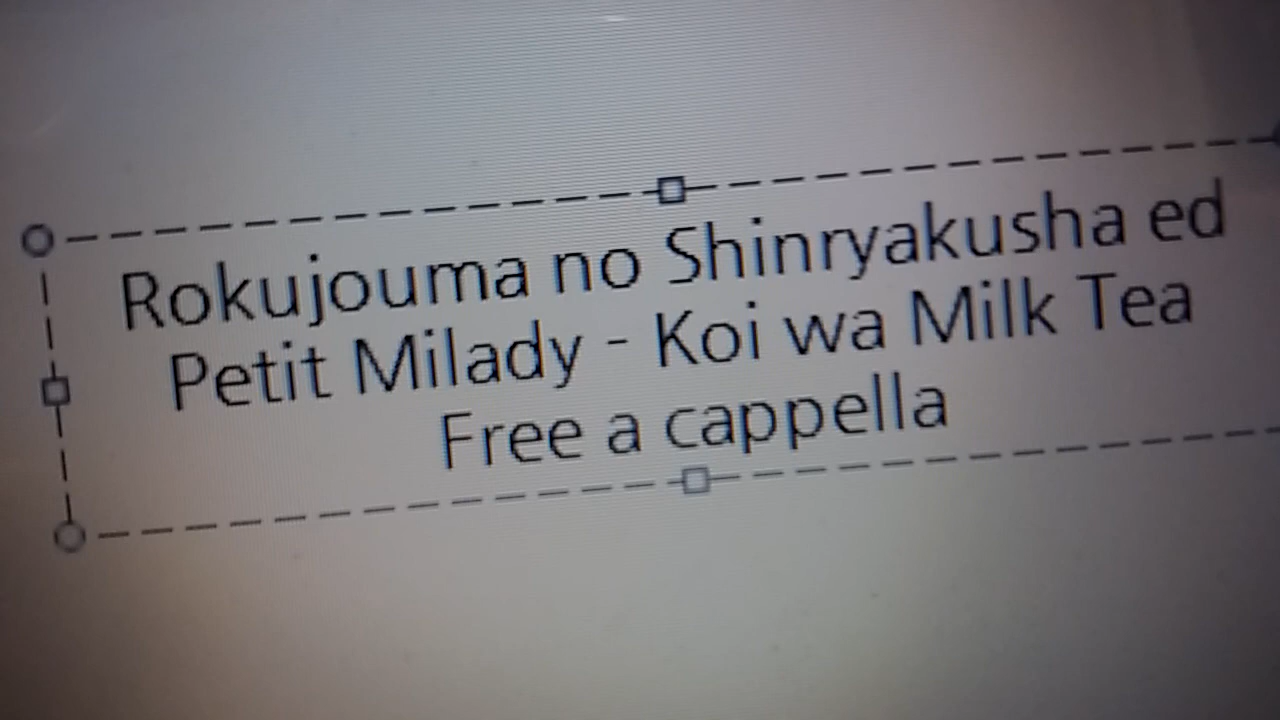 Rokujouma no Shinryakusha ed
Petit Milady - Koi wa Milk Tea
Free a cappella